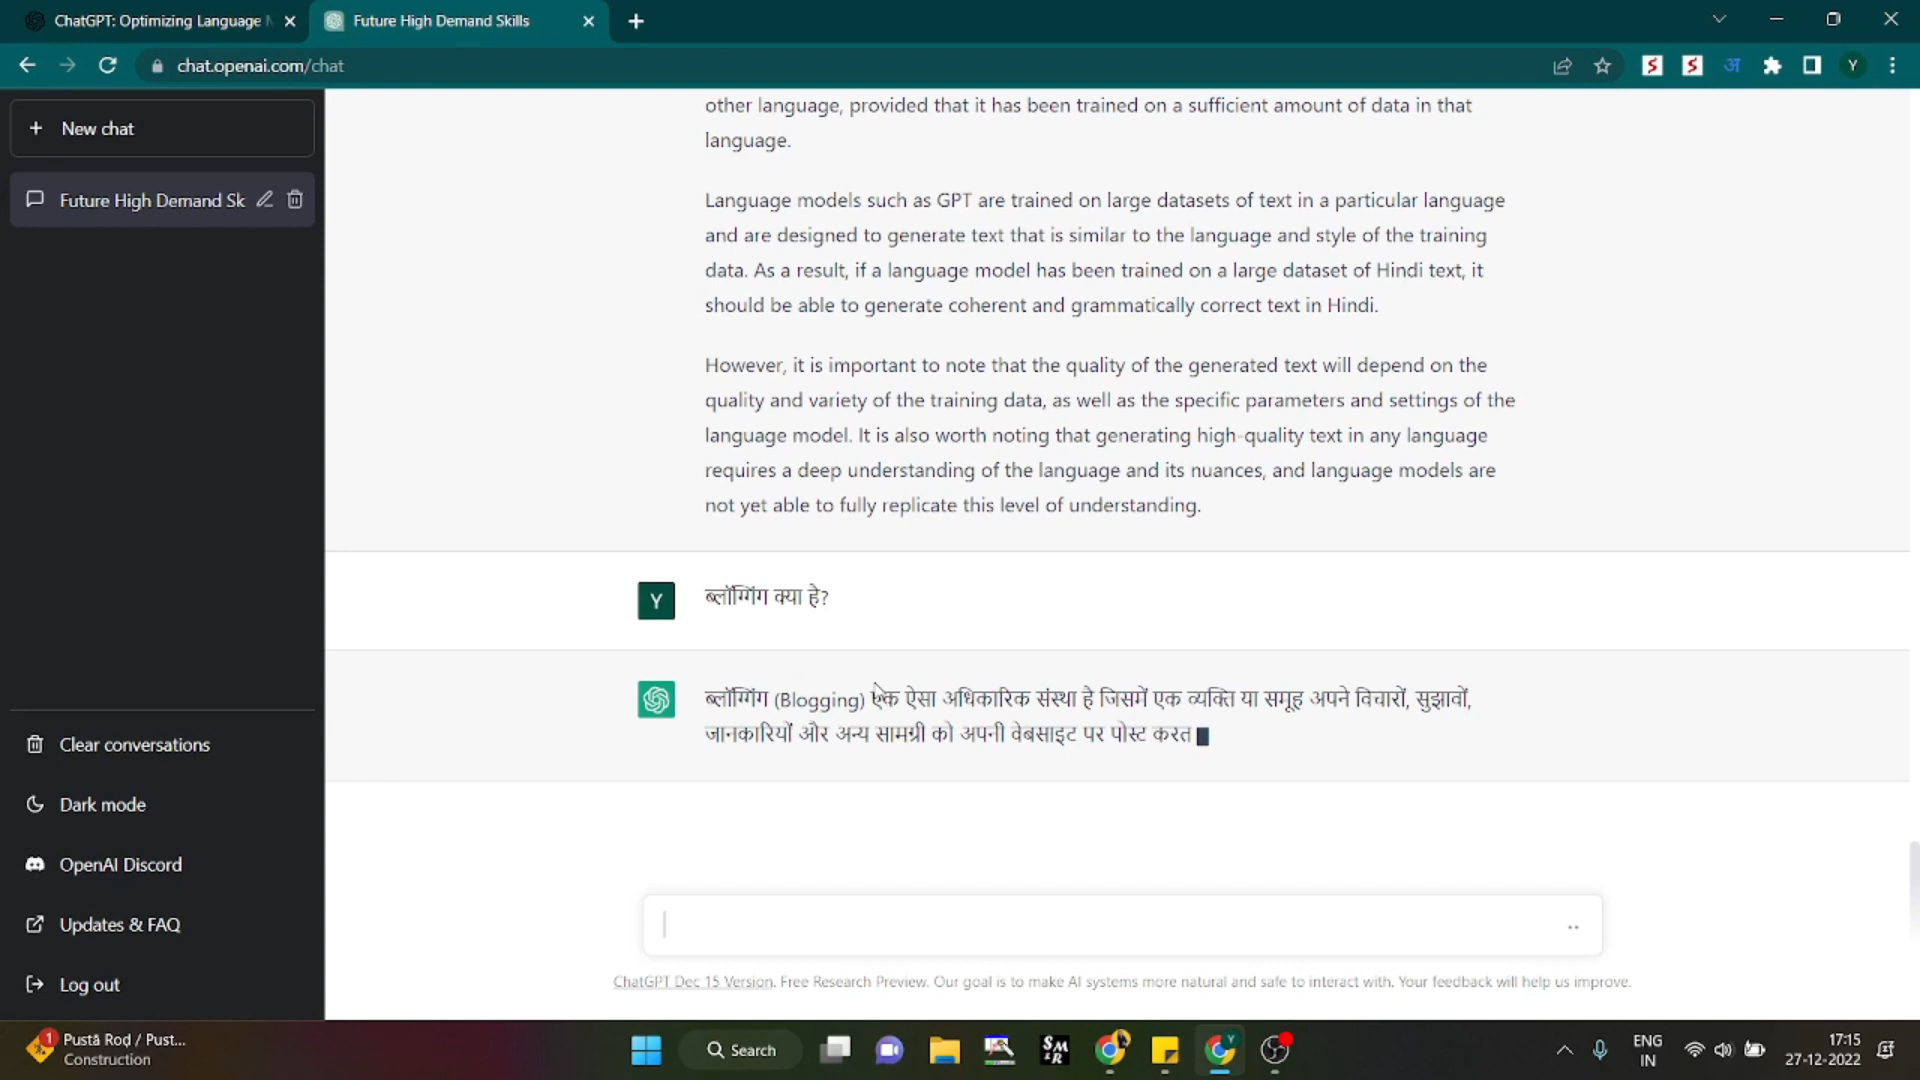 ChatGPT: Optimizing Language
Future High Demand Skills
chat.openai.com/chat
Y
New chat
Future High Demand Sk
other language, provided that it has been trained on a sufficient amount of data in that
language.
Language models such as GPT are trained on large datasets of text in a particular language
and are designed to generate text that is similar to the language and style of the training
data. As a result, if a language model has been trained on a large dataset of Hindi text, it
should be able to generate coherent and grammatically correct text in Hindi.
However, it is important to note that the quality of the generated text will depend on the
quality and variety of the training data, as well as the specific parameters and settings of the
language model. It is also worth noting that generating high-quality text in any language
requires a deep understanding of the language and its nuances, and language models are
not yet able to fully replicate this level of understanding.
Y
ब्लॉग्गिंग क्या हे?
ब्लॉग्गिंग (Blogging) एक ऐसा अधिकारिक संस्था हे जिसमें एक व्यक्ति या समूह अपने विचारों, सुझावों,
जानकारियों और अन्य सामग्री को अपनी वेबसाइट पर पोस्ट करत
Clear conversations
Dark mode
OpenAI Discord
Updates & FAQ
Log out
ChatGPT Dec 15 Version. Free Research Preview. Our goal is to make AI systems more natural and safe to interact with. Your feedback will help us improve.
1
Pustā Roḍ / Pust...
Construction
Search
SM
&R
Y
ENG
IN
17:15
27-12-2022